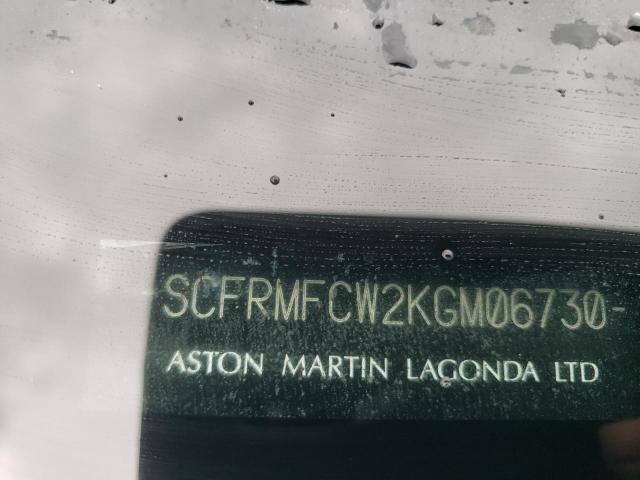 SCFRMFCW2KGM06730-
ASTON MARTIN LAGONDA LTD